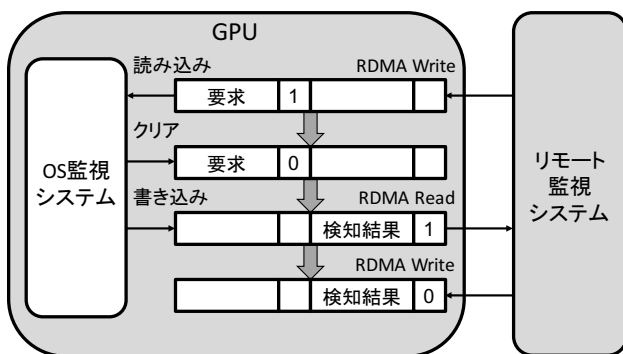 GPU
読み込み
RDMA Write
要求
1
クリア
要求
0
OS監視
システム
書き込み
RDMA Read
検知結果
1
RDMA Write
検知結果
0
リモート
監視
システム